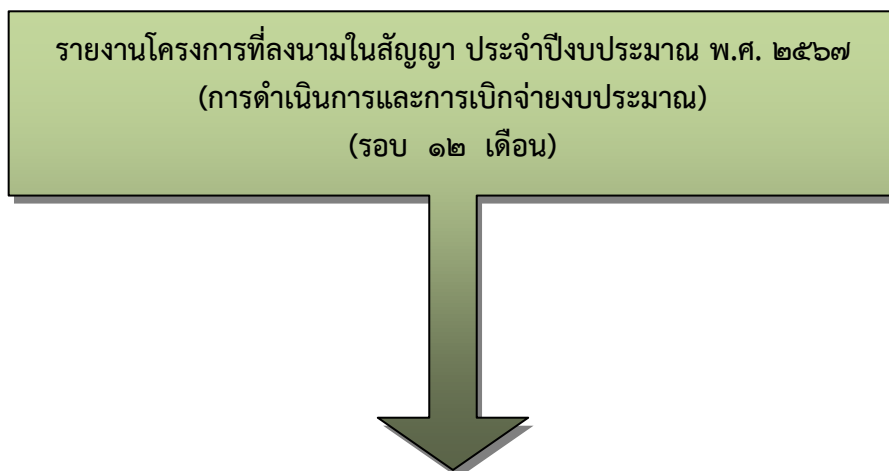 รายงานโครงการที่ลงนามในสัญญา ประจำปีงบประมาณ พ.ศ. ๒๕๖๗
(การดำเนินการและการเบิกจ่ายงบประมาณ)
(รอบ ๑๒ เดือน)